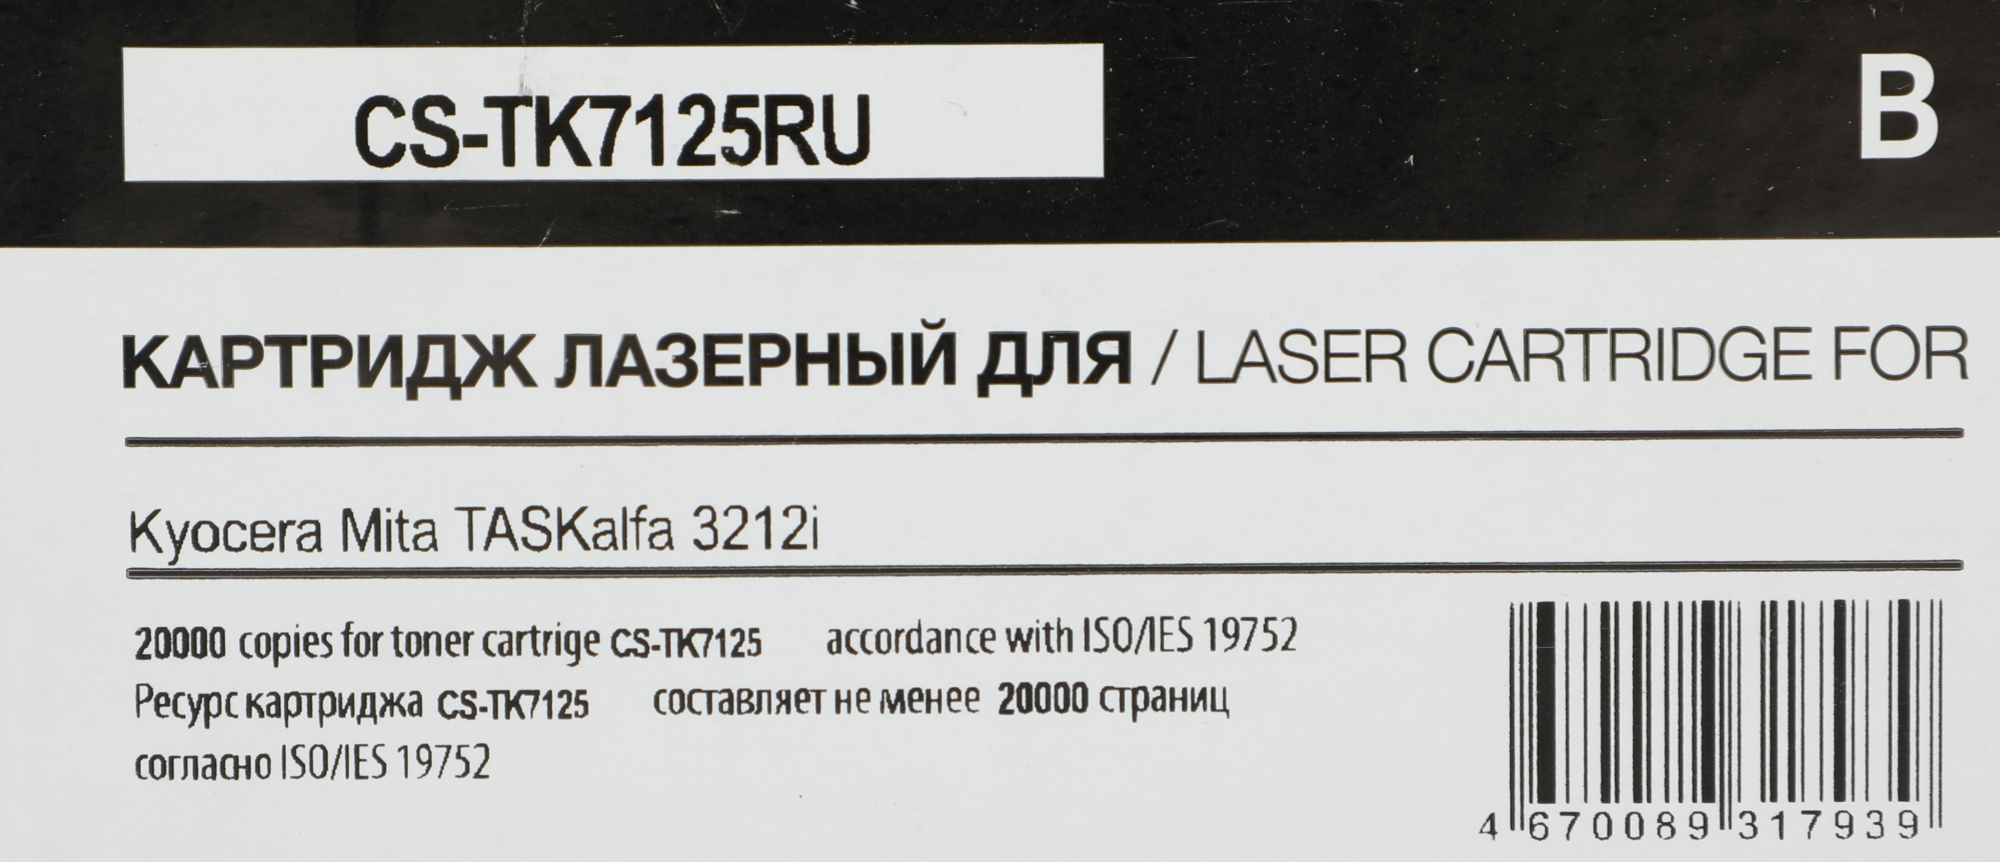 CS-TK7125RU
B
КАРТРИДЖ ЛАЗЕРНЫЙ ДЛЯ / LASER CARTRIDGE FOR
Kyocera Mita TASKalfa 3212i
20000 copies for toner cartrige CS-TK7125 accordance with ISO/IES 19752
Ресурс картриджа CS-TK7125 составляет не менее 20000 страниц
согласно ISO/IES 19752
4 670089 317939